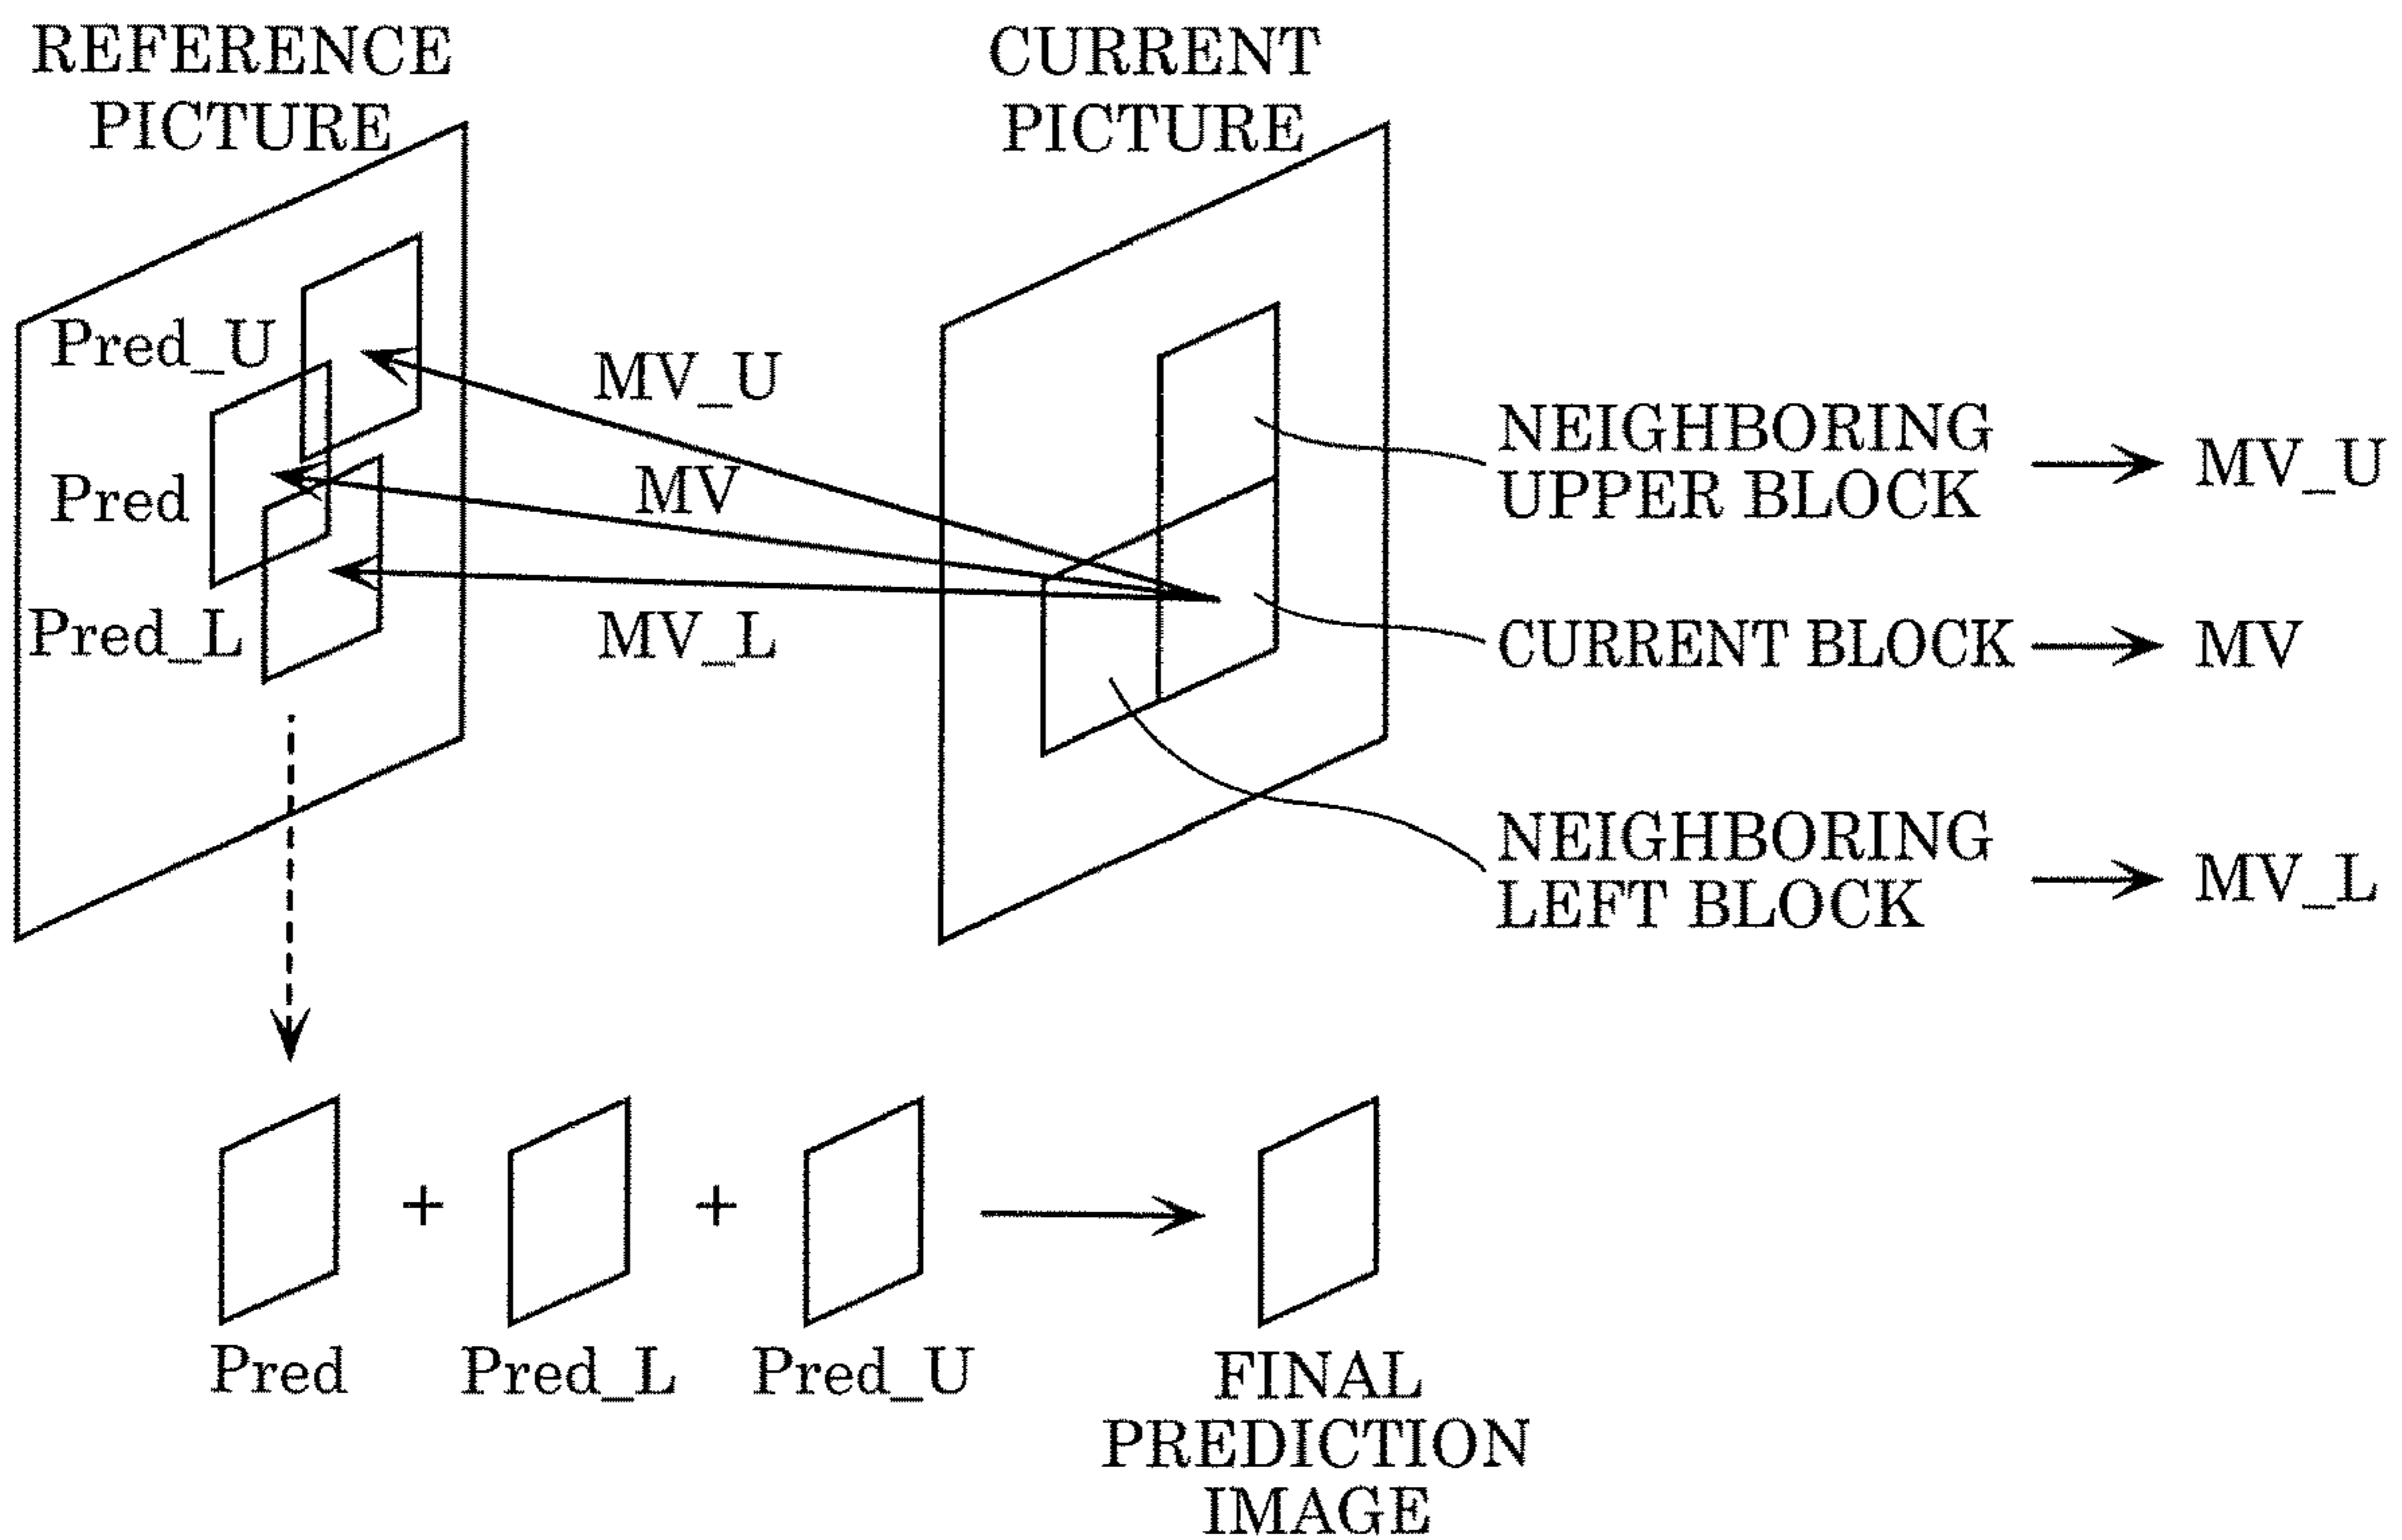 REFERENCE
PICTURE
CURRENT
PICTURE
Pred_U
Pred
Pred_L
MV_U
MV
MV_L
NEIGHBORING
UPPER BLOCK
MV_U
CURRENT BLOCK
MV
NEIGHBORING
LEFT BLOCK
MV_L
+
+
Pred
Pred_L
Pred_U
FINAL
PREDICTION
IMAGE